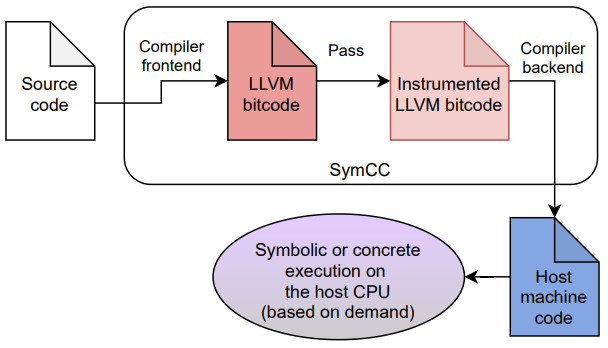 Source
code
Compiler
frontend
LLVM
bitcode
Pass
Instrumented
LLVM bitcode
Compiler
backend
SymCC
Host
machine
code
Symbolic or concrete
execution on
the host CPU
(based on demand)